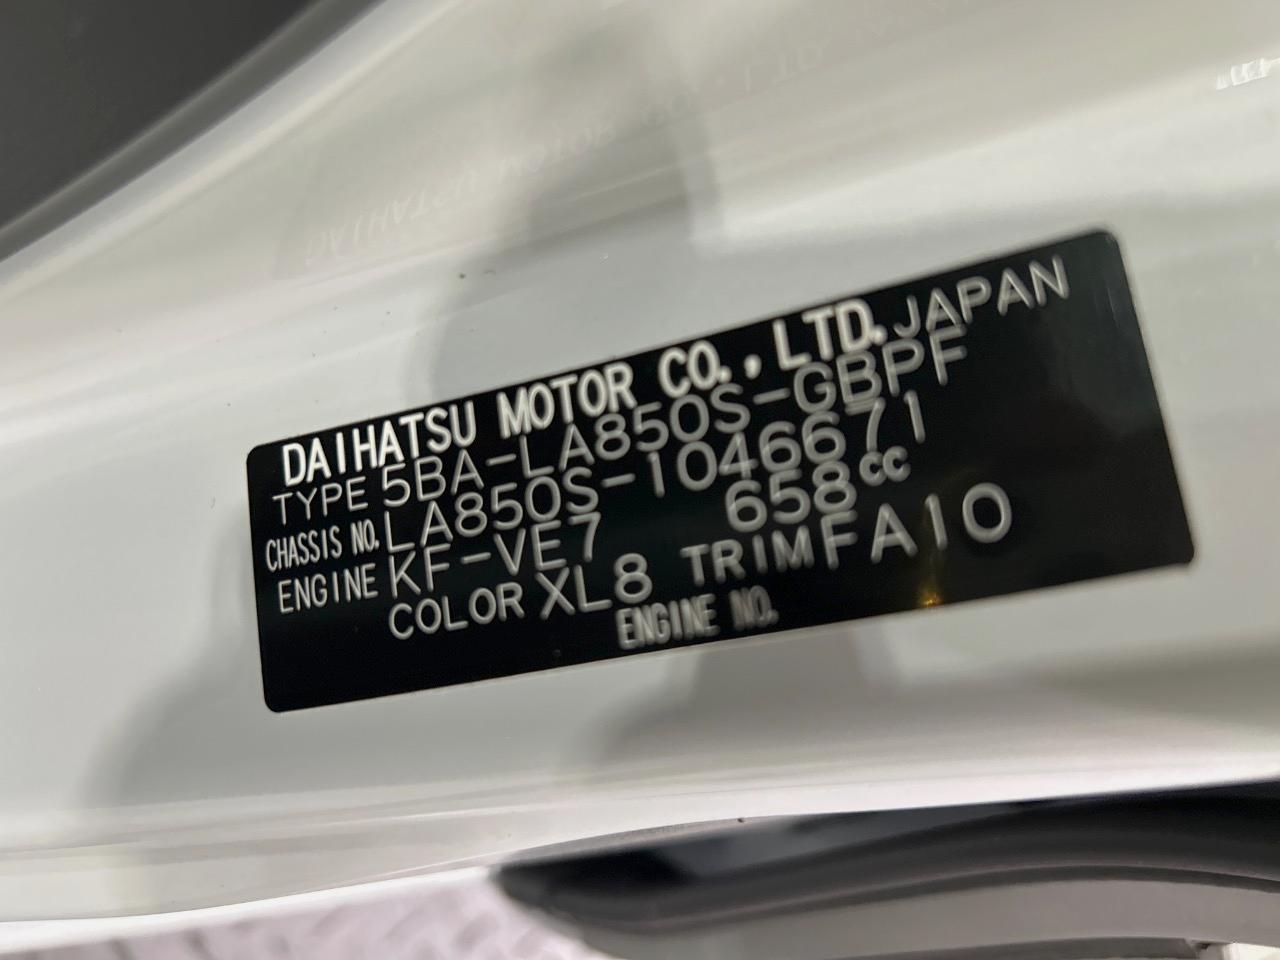 DAIHATSU MOTOR CO., LTD. JAPAN
TYPE 5BA-LA850S-GBPF
CHASSIS NO. LA850S-1046671
ENGINE KF-VE7 658cc
COLOR XL8 TRIM FA10
ENGINE NO.